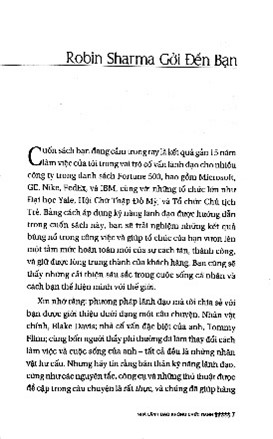 Robin Sharma Gởi Đến Bạn
Cuốn sách bạn đang cầm trong tay là kết quả gần 15 năm
làm việc của tôi trong vai trò cố vấn lãnh đạo cho nhiều
công ty trong danh sách Fortune 500, bao gồm Microsoft,
GE, Nike, FedEx, và IBM, cùng với những tổ chức lớn như
Đại học Yale, Hội Chữ Thập Đỏ Mỹ, và Tổ Chức Chủ tịch
Trẻ. Bằng cách áp dụng kỹ năng lãnh đạo được hướng dẫn
trong cuốn sách này, bạn sẽ trải nghiệm những kết quả
bùng nổ trong công việc và giúp tổ chức của bạn vươn lên
một tầm mức hoàn toàn mới của sự cách tân, thành công,
và giữ được lòng trung thành của khách hàng. Bạn cũng sẽ
thấy những cải thiện sâu sắc trong cuộc sống cá nhân và
cách bạn thể hiện mình với thế giới.
Xin nhớ rằng: phương pháp lãnh đạo mà tôi chia sẻ với
bạn được giới thiệu dưới dạng một câu chuyện. Nhân vật
chính, Blake Davis; nhà cố vấn đặc biệt của anh, Tommy
Flinn; cùng bốn người thầy phi thường đã làm thay đổi cách
làm việc và cuộc sống của anh – tất cả đều là những nhân
vật hư cấu. Nhưng hãy tin rằng bản thân kỹ năng lãnh đạo,
cũng như các nguyên tắc, công cụ và những thủ thuật được
đề cập trong câu chuyện là rất thực, và chúng đã giúp hàng
NHÀ LÃNH ĐẠO KHÔNG CHỨC DANH 7